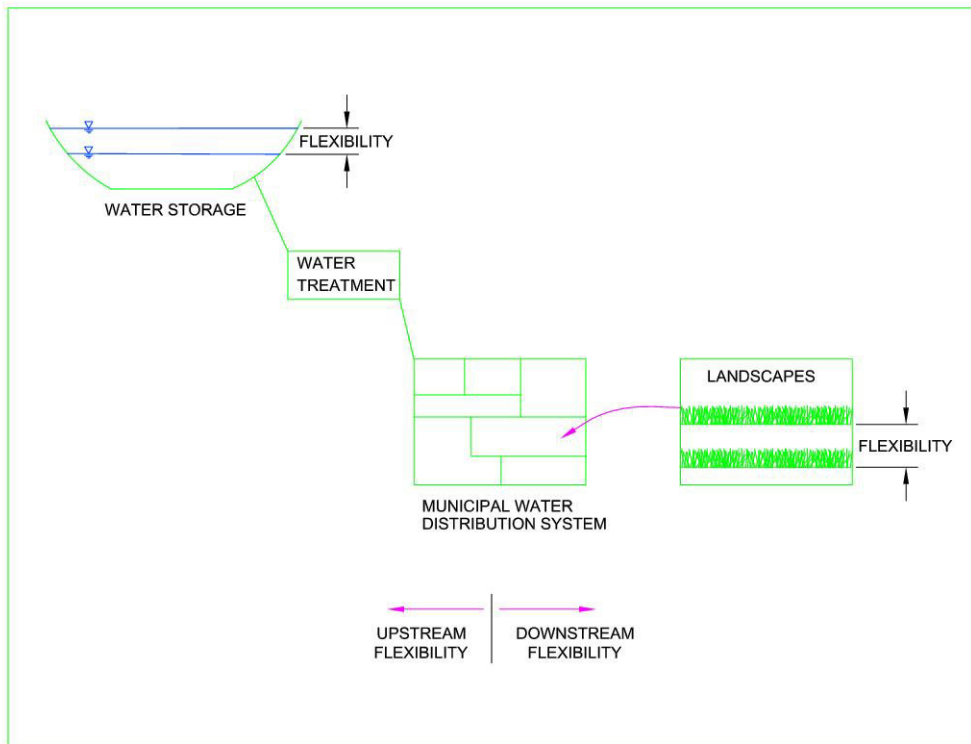 FLEXIBILITY
WATER STORAGE
WATER
TREATMENT
LANDSCAPES
FLEXIBILITY
MUNICIPAL WATER
DISTRIBUTION SYSTEM
UPSTREAM
FLEXIBILITY
DOWNSTREAM
FLEXIBILITY